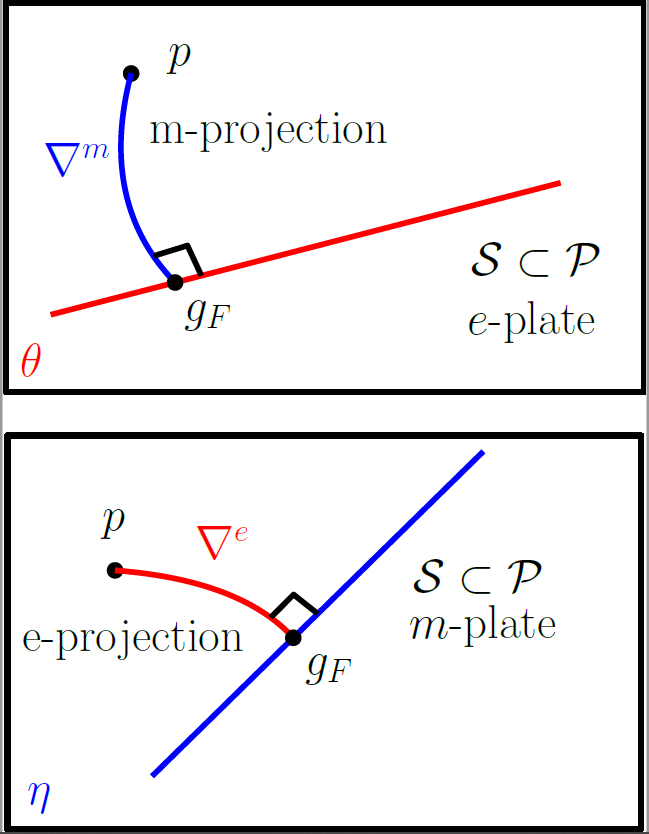 p
m-projection
∇^m
𝒮 ⊂ 𝒫
e-plate
g_F
θ
p
∇^e
𝒮 ⊂ 𝒫
m-plate
e-projection
g_F
η